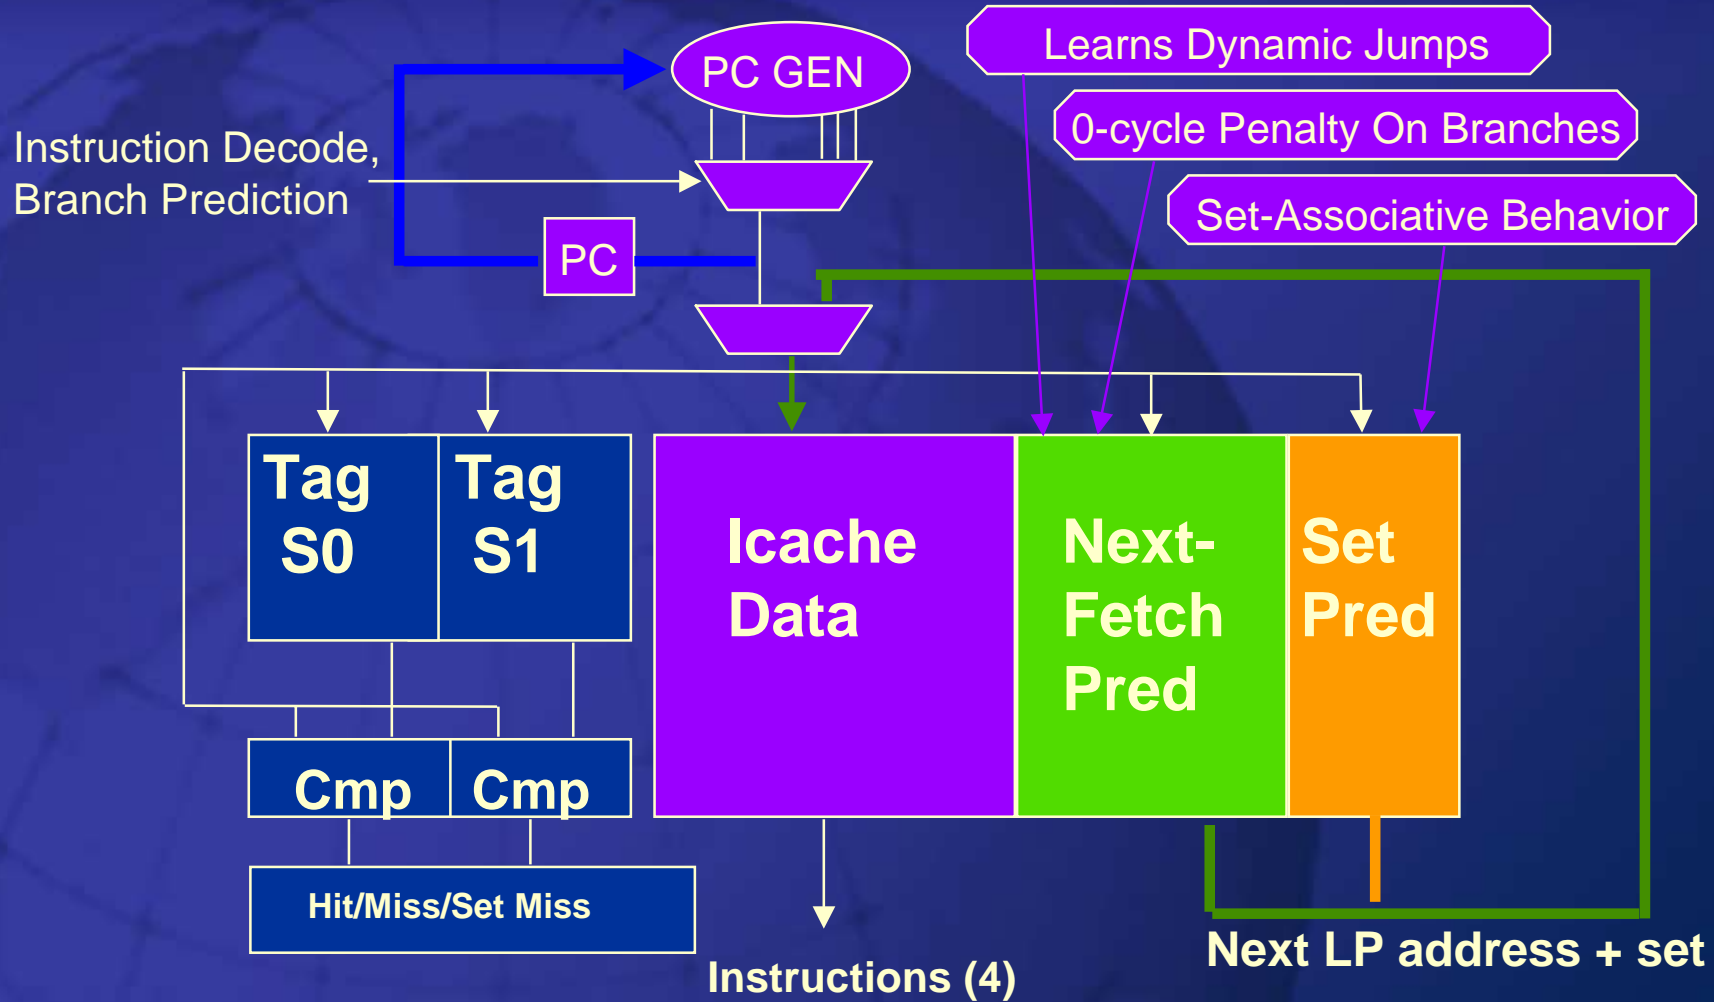 PC GEN
Learns Dynamic Jumps
0-cycle Penalty On Branches
Set-Associative Behavior
Instruction Decode,
Branch Prediction
PC
Tag
S0
Tag
S1
Icache
Data
Next-
Fetch
Pred
Set
Pred
Cmp
Cmp
Hit/Miss/Set Miss
Instructions (4)
Next LP address + set